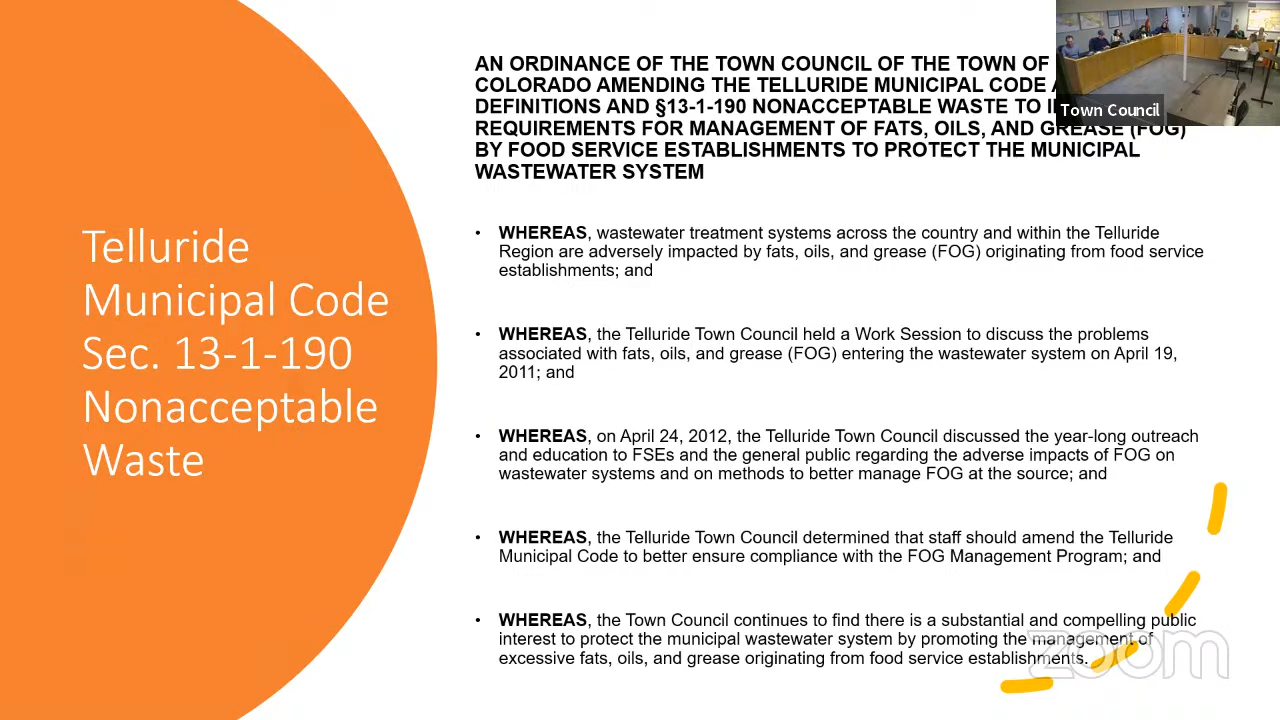 Telluride
Municipal Code
Sec. 13-1-190
Nonacceptable
Waste
AN ORDINANCE OF THE TOWN COUNCIL OF THE TOWN OF
COLORADO AMENDING THE TELLURIDE MUNICIPAL CODE
DEFINITIONS AND §13-1-190 NONACCEPTABLE WASTE TO
REQUIREMENTS FOR MANAGEMENT OF FATS, OILS, AND GREASE (FOG)
BY FOOD SERVICE ESTABLISHMENTS TO PROTECT THE MUNICIPAL
WASTEWATER SYSTEM
Town Council
• WHEREAS, wastewater treatment systems across the country and within the Telluride
Region are adversely impacted by fats, oils, and grease (FOG) originating from food service
establishments; and
• WHEREAS, the Telluride Town Council held a Work Session to discuss the problems
associated with fats, oils, and grease (FOG) entering the wastewater system on April 19,
2011; and
• WHEREAS, on April 24, 2012, the Telluride Town Council discussed the year-long outreach
and education to FSEs and the general public regarding the adverse impacts of FOG on
wastewater systems and on methods to better manage FOG at the source; and
• WHEREAS, the Telluride Town Council determined that staff should amend the Telluride
Municipal Code to better ensure compliance with the FOG Management Program; and
• WHEREAS, the Town Council continues to find there is a substantial and compelling public
interest to protect the municipal wastewater system by promoting the management of
excessive fats, oils, and grease originating from food service establishments.
zoom